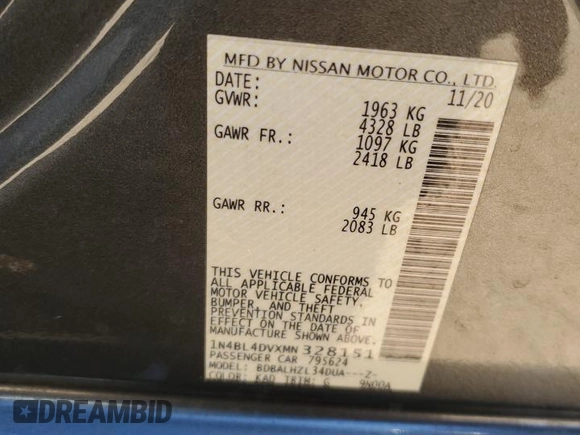 MFD BY NISSAN MOTOR CO., LTD.
DATE: 11/20
GVWR: 1963 KG
4328 LB
GAWR FR.: 1097 KG
2418 LB
GAWR RR.: 945 KG
2083 LB
THIS VEHICLE CONFORMS TO
ALL APPLICABLE FEDERAL
MOTOR VEHICLE SAFETY,
BUMPER, AND THEFT
PREVENTION STANDARDS IN
EFFECT ON THE DATE OF
MANUFACTURE SHOWN ABOVE.
1N4BL4DVXMN328151
PASSENGER CAR 795624
MODEL: BDBALHZL34DUA---Z-
COLOR: KAD TRIM: G 9N00A
DREAMBID